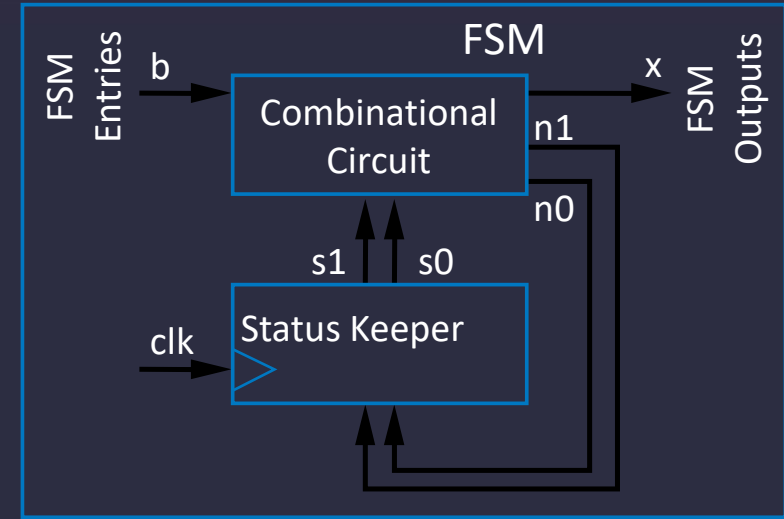 FSM
FSM
Entries
b
x
FSM
Outputs
Combinational
Circuit
n1
n0
s1
s0
Status Keeper
clk